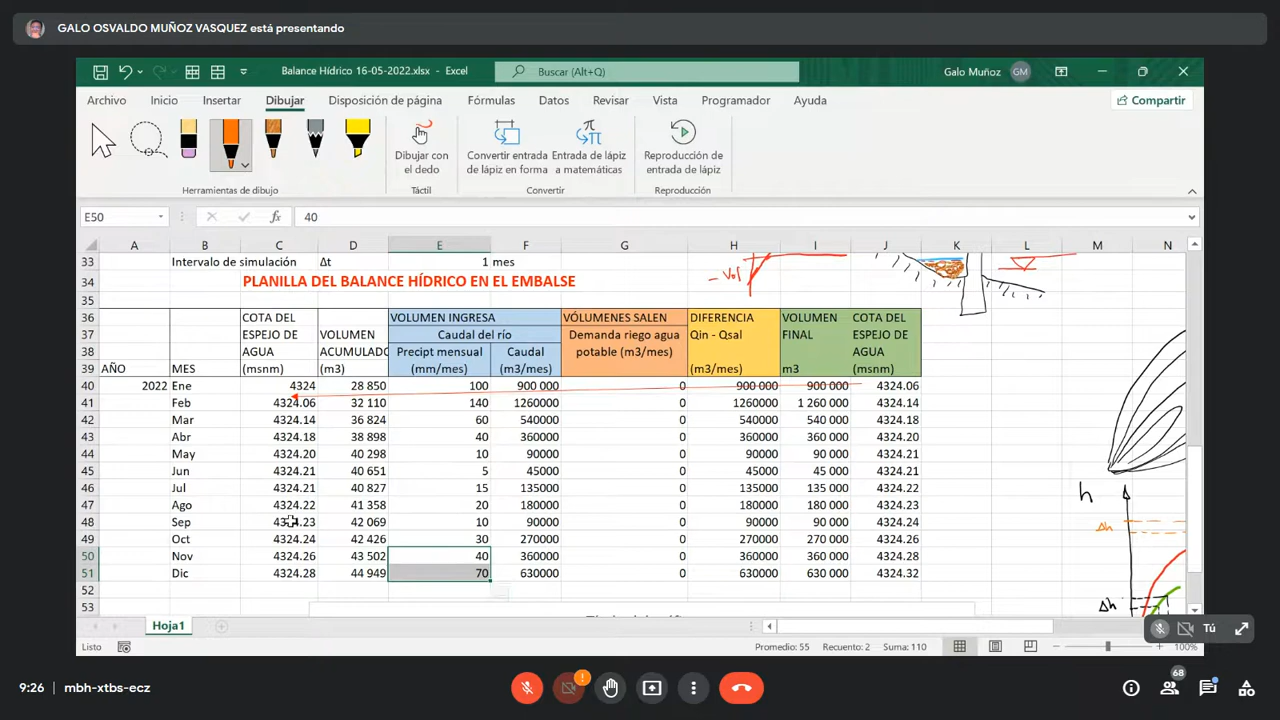 GALO OSVALDO MUÑOZ VASQUEZ está presentando
Balance Hídrico 16-05-2022.xlsx - Excel
Buscar (Alt+Q)
Galo Muñoz GM
Archivo Inicio Insertar Dibujar Disposición de página Fórmulas Datos Revisar Vista Programador Ayuda Compartir
Dibujar con el dedo
Convertir entrada de lápiz en forma
Entrada de lápiz a matemáticas
Reproducción de entrada de lápiz
Herramientas de dibujo Táctil Convertir Reproducción
E50 fx 40
A B C D E F G H I J K L M N
33 Intervalo de simulación Δt 1 mes
34 PLANILLA DEL BALANCE HÍDRICO EN EL EMBALSE - Vol
35
36 COTA DEL VOLUMEN INGRESA VÓLUMENES SALEN DIFERENCIA VOLUMEN COTA DEL
37 ESPEJO DE VOLUMEN Caudal del río Demanda riego agua Qin - Qsal FINAL ESPEJO DE
38 AGUA ACUMULADO Precipt mensual Caudal potable (m3/mes) AGUA
39 AÑO MES (msnm) (m3) (mm/mes) (m3/mes) (m3/mes) m3 (msnm)
40 2022 Ene 4324 28 850 100 900 000 0 900 000 900 000 4324.06
41 Feb 4324.06 32 110 140 1260000 0 1260000 1 260 000 4324.14
42 Mar 4324.14 36 824 60 540000 0 540000 540 000 4324.18
43 Abr 4324.18 38 898 40 360000 0 360000 360 000 4324.20
44 May 4324.20 40 298 10 90000 0 90000 90 000 4324.21
45 Jun 4324.21 40 651 5 45000 0 45000 45 000 4324.21
46 Jul 4324.21 40 827 15 135000 0 135000 135 000 4324.22
47 Ago 4324.22 41 358 20 180000 0 180000 180 000 4324.23
48 Sep 4324.23 42 069 10 90000 0 90000 90 000 4324.24
49 Oct 4324.24 42 426 30 270000 0 270000 270 000 4324.26
50 Nov 4324.26 43 502 40 360000 0 360000 360 000 4324.28
51 Dic 4324.28 44 949 70 630000 0 630000 630 000 4324.32
52
53
h
Δh
Δh
Hoja1
Tú
Listo Promedio: 55 Recuento: 2 Suma: 110 100%
9:26 mbh-xtbs-ecz 68